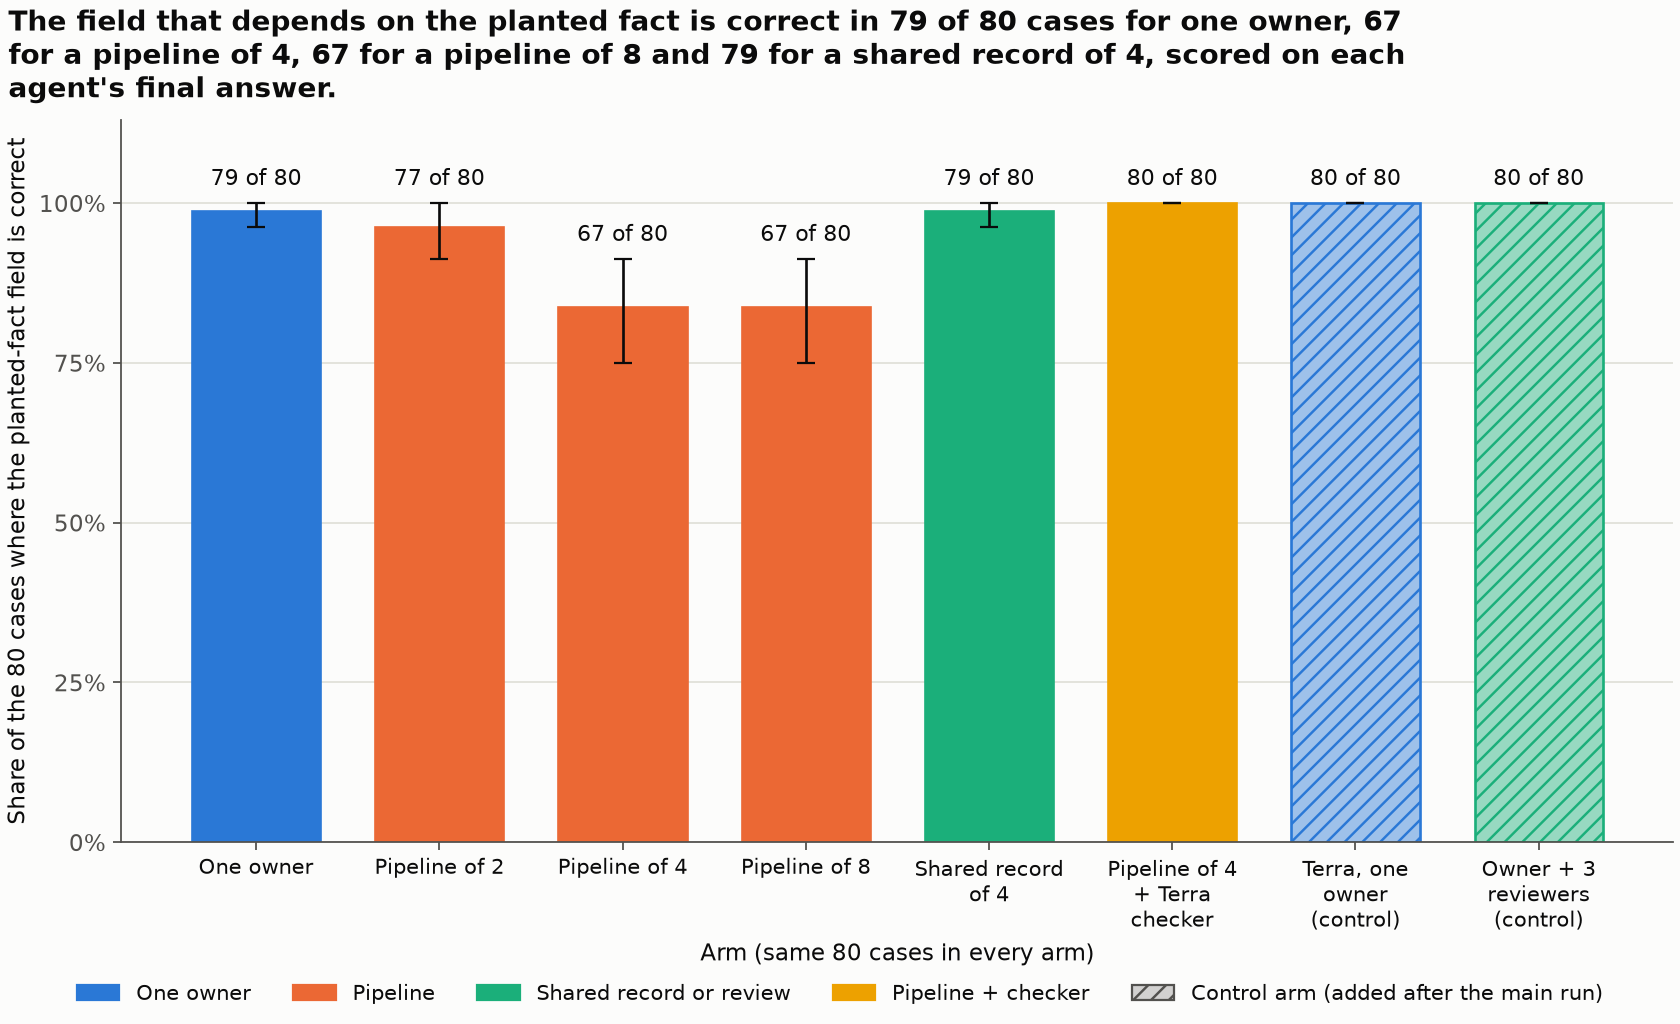 The field that depends on the planted fact is correct in 79 of 80 cases for one owner, 67
for a pipeline of 4, 67 for a pipeline of 8 and 79 for a shared record of 4, scored on each
agent's final answer.
Share of the 80 cases where the planted-fact field is correct
100%
75%
50%
25%
0%
79 of 80
77 of 80
67 of 80
67 of 80
79 of 80
80 of 80
80 of 80
80 of 80
One owner
Pipeline of 2
Pipeline of 4
Pipeline of 8
Shared record
of 4
Pipeline of 4
+ Terra
checker
Terra, one
owner
(control)
Owner + 3
reviewers
(control)
Arm (same 80 cases in every arm)
One owner
Pipeline
Shared record or review
Pipeline + checker
Control arm (added after the main run)